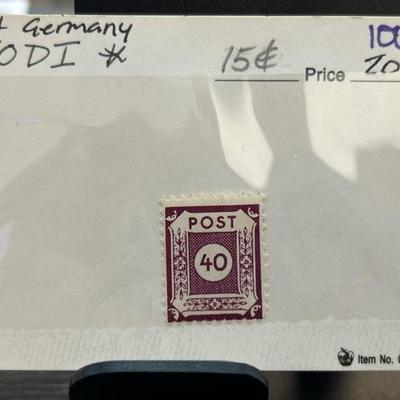 Germany
ODI *
15¢ Price
100
20
POST
40
Item No.